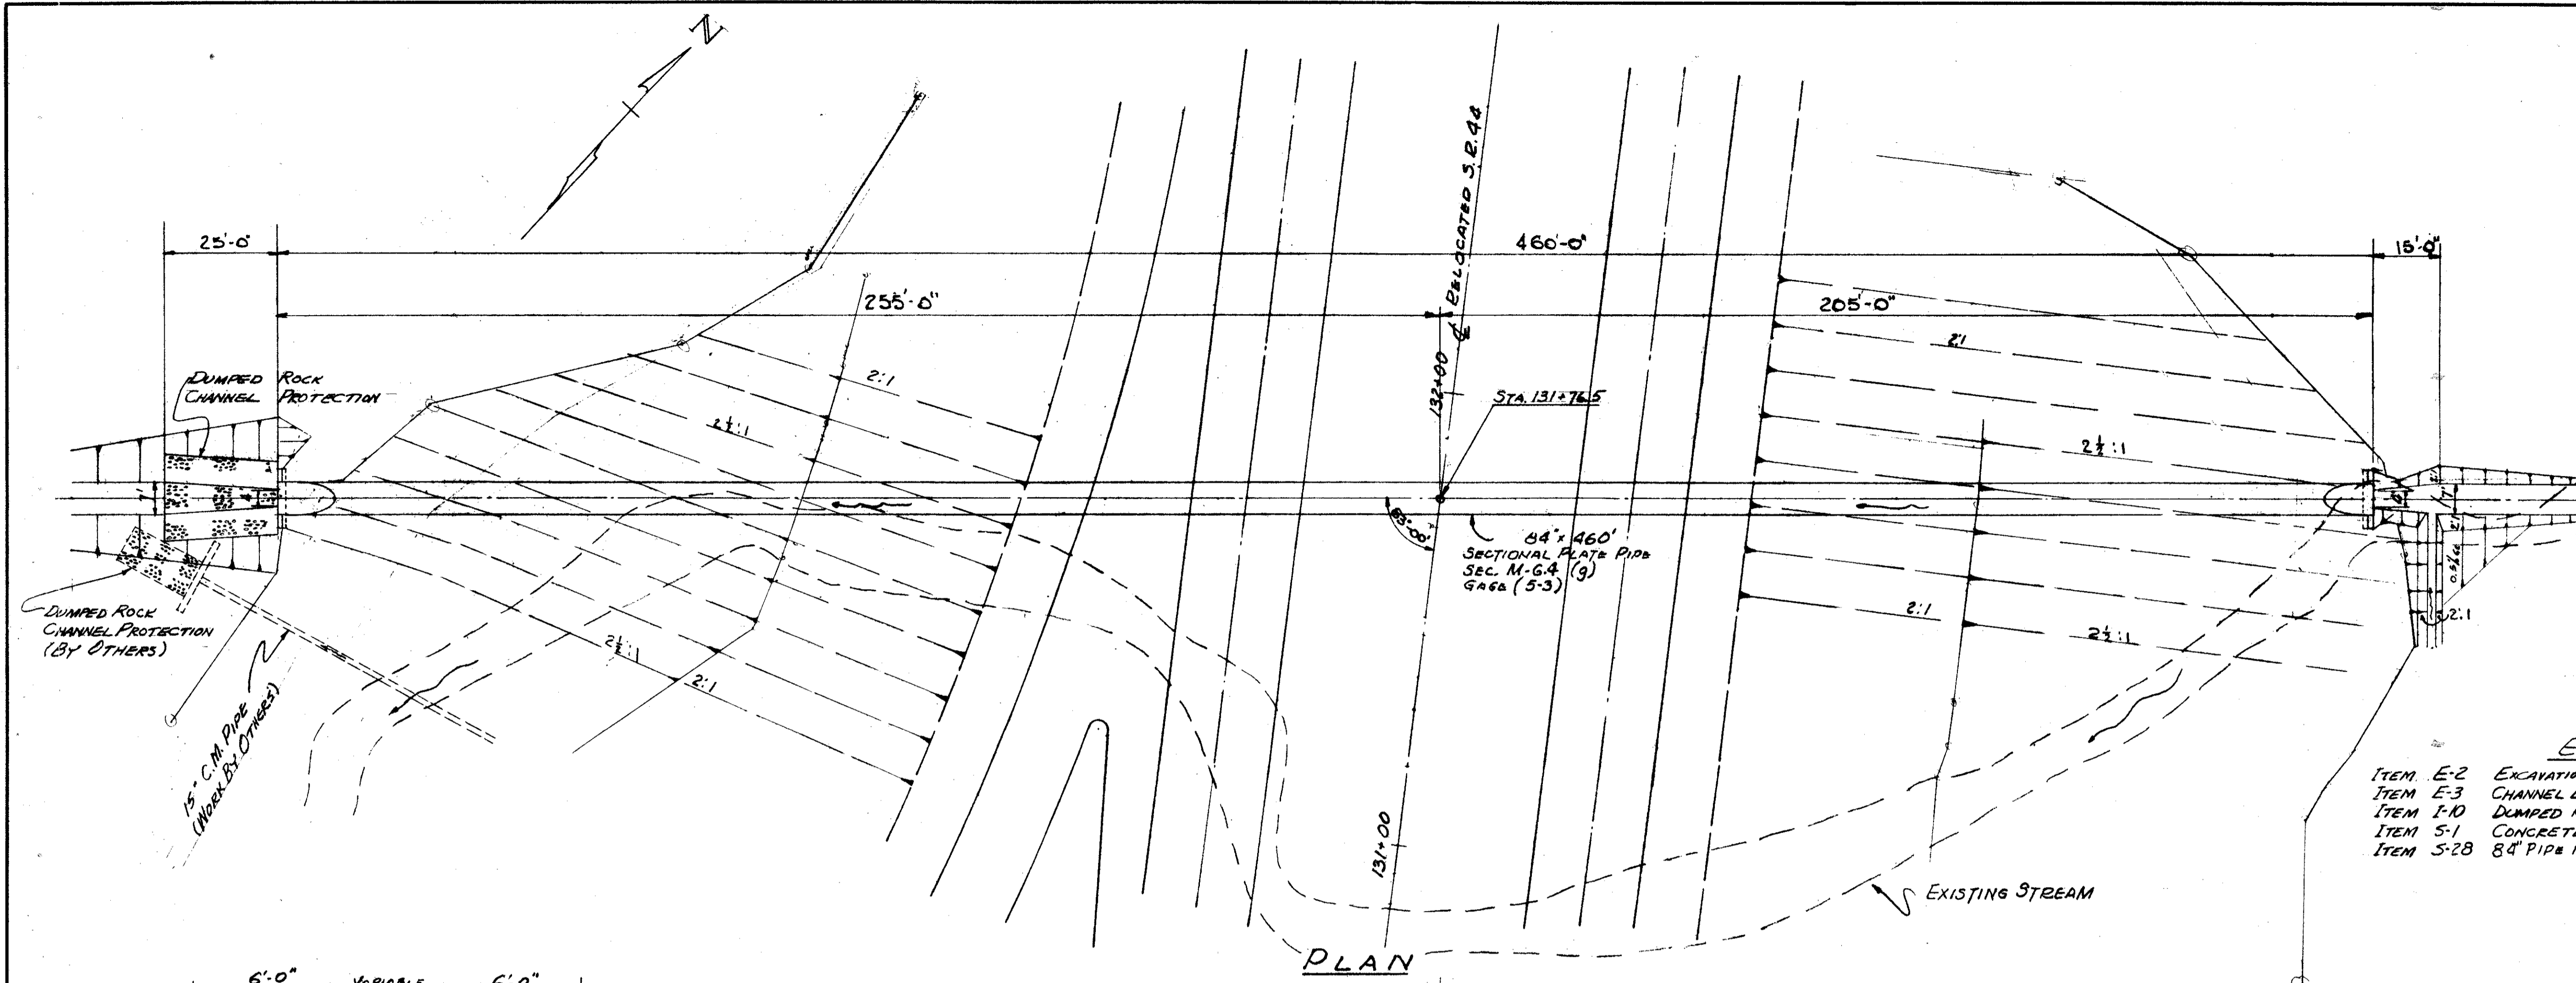 N
25'-0"
460'-0"
15'-0"
255'-0"
205'-0"
℄ RELOCATED S.R. 44
132+00
STA. 131+76.5
DUMPED ROCK
CHANNEL PROTECTION
2:1
2½:1
2:1
2½:1
7'
4'
83°-00'
84" x 460'
SECTIONAL PLATE PIPE
SEC. M-6.4 (g)
GAGE (5-3)
7'
2:1
DUMPED ROCK
CHANNEL PROTECTION
(BY OTHERS)
2½:1
2:1
2:1
2½:1
2:1
15" C.M. PIPE
(WORK BY OTHERS)
131+00
EXISTING STREAM
ITEM E-2 EXCAVATIO
ITEM E-3 CHANNEL
ITEM I-10 DUMPED
ITEM S-1 CONCRET
ITEM S-28 84" PIPE
PLAN
6'-0" VARIABLE 6'-0"